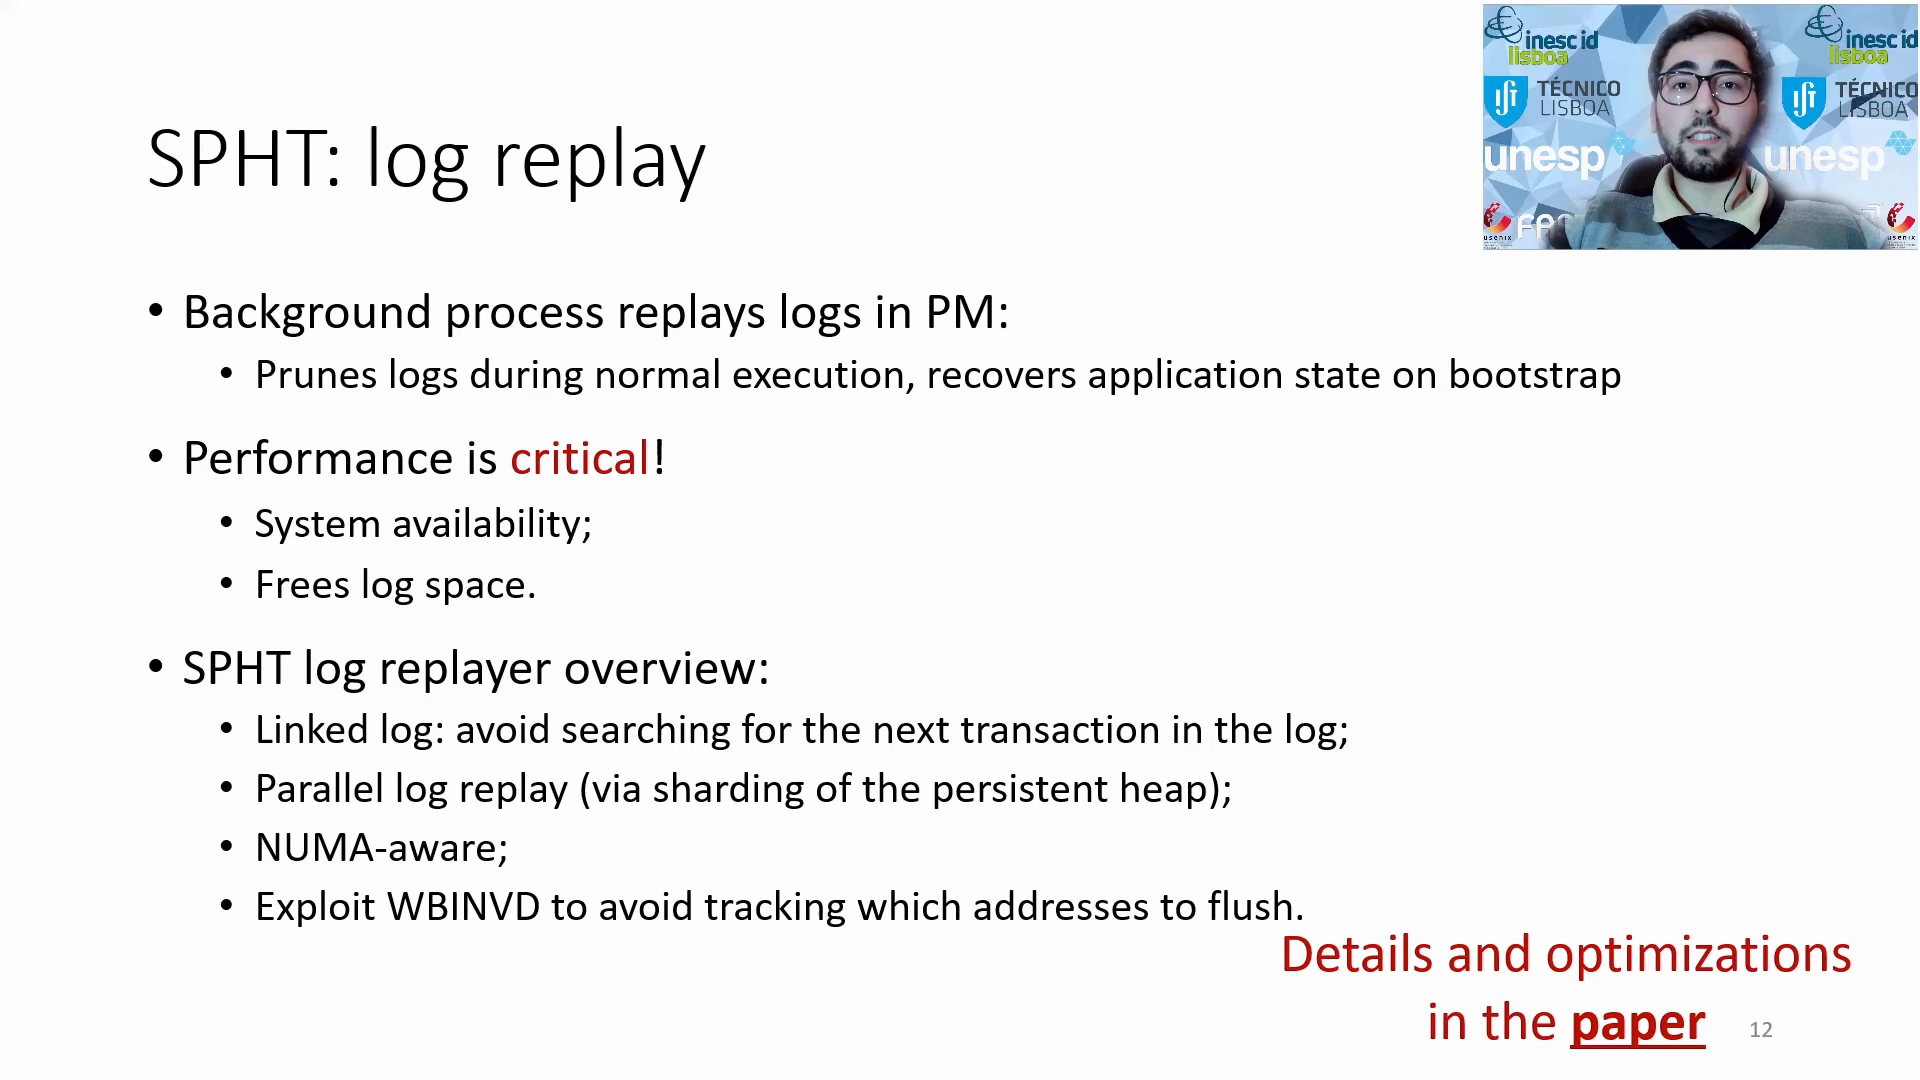 SPHT: log replay
inesc id
lisboa
TÉCNICO
LISBOA
unesp
usenix
inesc id
lisboa
TÉCNICO
LISBOA
unesp
usenix
• Background process replays logs in PM:
• Prunes logs during normal execution, recovers application state on bootstrap
• Performance is critical!
• System availability;
• Frees log space.
• SPHT log replayer overview:
• Linked log: avoid searching for the next transaction in the log;
• Parallel log replay (via sharding of the persistent heap);
• NUMA-aware;
• Exploit WBINVD to avoid tracking which addresses to flush.
Details and optimizations
in the paper
12